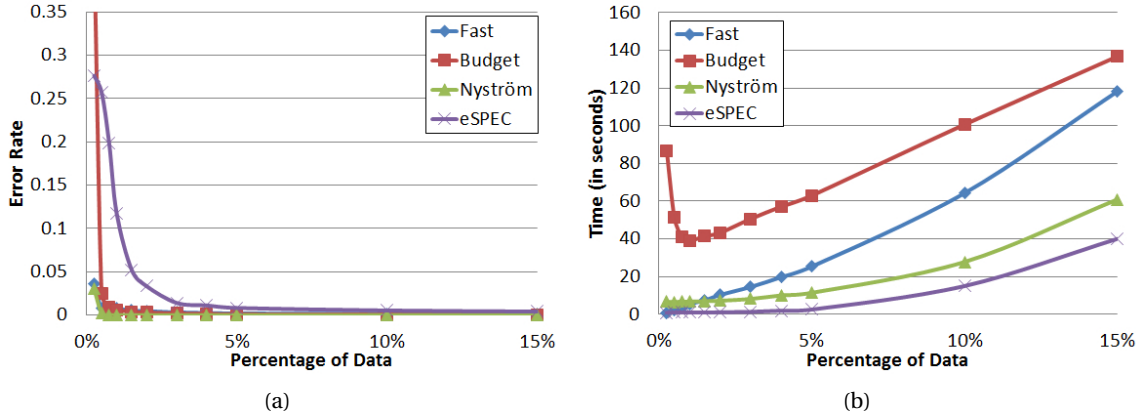 0.35
0.3
0.25
0.2
0.15
0.1
0.05
0
Error Rate
Fast
Budget
Nyström
eSPEC
0%
5%
10%
15%
Percentage of Data
(a)
160
140
120
100
80
60
40
20
0
Time (in seconds)
Fast
Budget
Nyström
eSPEC
0%
5%
10%
15%
Percentage of Data
(b)